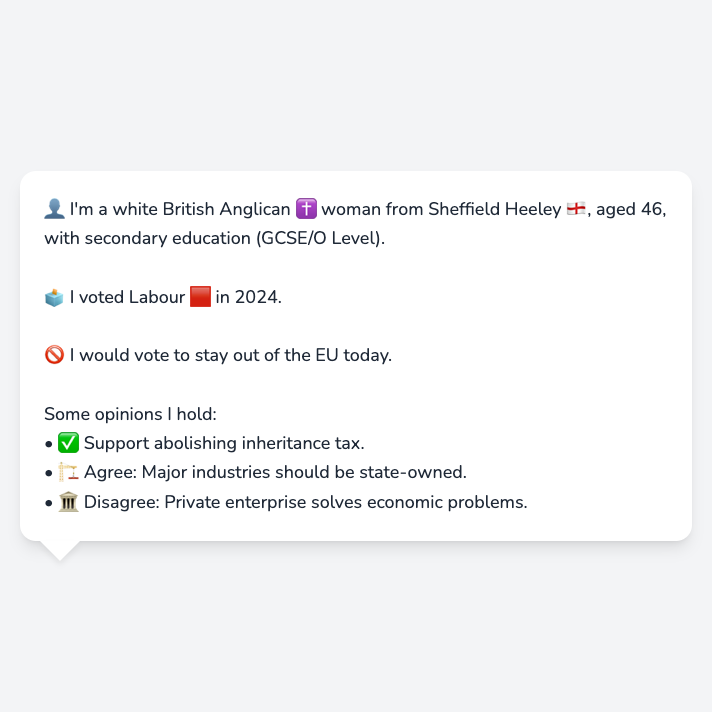 👤 I'm a white British Anglican ✝️ woman from Sheffield Heeley 🏴󠁧󠁢󠁥󠁮󠁧󠁿, aged 46,
with secondary education (GCSE/O Level).
🗳️ I voted Labour 🟥 in 2024.
🚫 I would vote to stay out of the EU today.
Some opinions I hold:
• ✅ Support abolishing inheritance tax.
• 🏗️ Agree: Major industries should be state-owned.
• 🏛️ Disagree: Private enterprise solves economic problems.